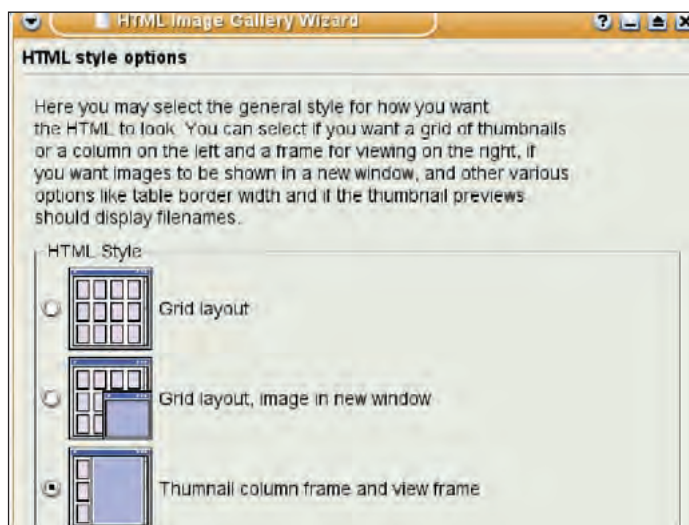 HTML Image Gallery Wizard
HTML style options
Here you may select the general style for how you want
the HTML to look. You can select if you want a grid of thumbnails
or a column on the left and a frame for viewing on the right, if
you want images to be shown in a new window, and other various
options like table border width and if the thumbnail previews
should display filenames.
HTML Style
Grid layout
Grid layout, image in new window
Thumnail column frame and view frame